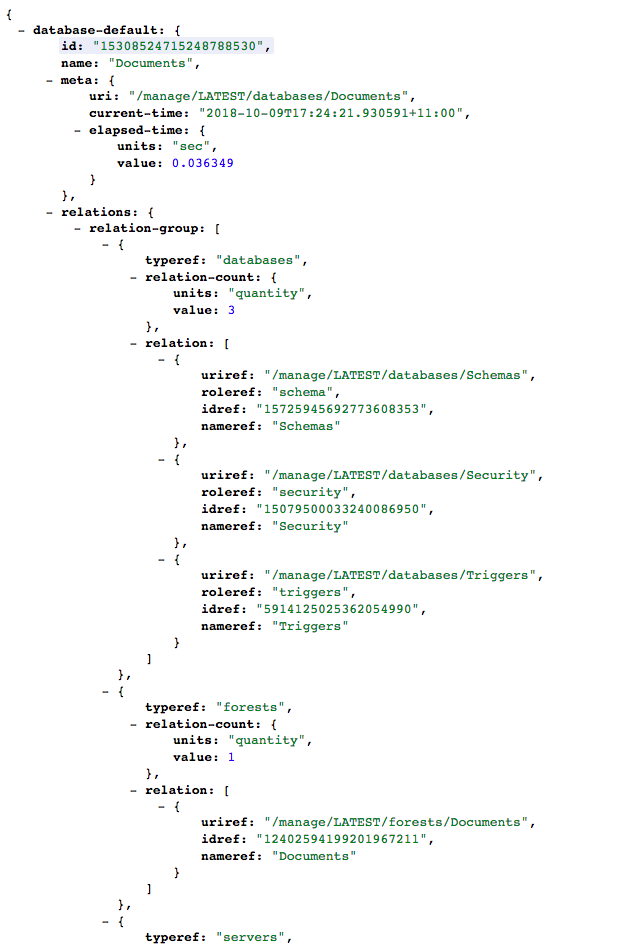 {
- database-default: {
id: "15308524715248788530",
name: "Documents",
- meta: {
uri: "/manage/LATEST/databases/Documents",
current-time: "2018-10-09T17:24:21.930591+11:00",
- elapsed-time: {
units: "sec",
value: 0.036349
}
},
- relations: {
- relation-group: [
- {
typeref: "databases",
- relation-count: {
units: "quantity",
value: 3
},
- relation: [
- {
uriref: "/manage/LATEST/databases/Schemas",
roleref: "schema",
idref: "15725945692773608353",
nameref: "Schemas"
},
- {
uriref: "/manage/LATEST/databases/Security",
roleref: "security",
idref: "15079500033240086950",
nameref: "Security"
},
- {
uriref: "/manage/LATEST/databases/Triggers",
roleref: "triggers",
idref: "5914125025362054990",
nameref: "Triggers"
}
]
},
- {
typeref: "forests",
- relation-count: {
units: "quantity",
value: 1
},
- relation: [
- {
uriref: "/manage/LATEST/forests/Documents",
idref: "12402594199201967211",
nameref: "Documents"
}
]
},
- {
typeref: "servers",